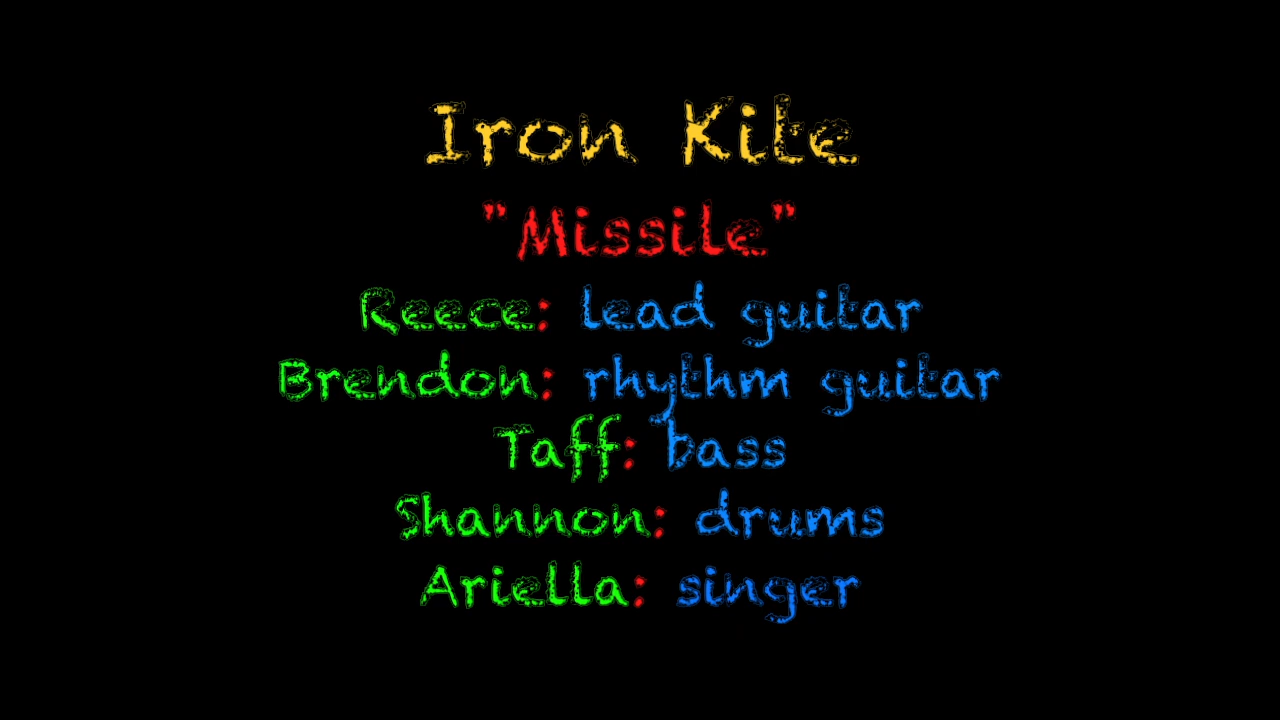 Iron Kite
"Missile"
Reece: lead guitar
Brendon: rhythm guitar
Taff: bass
Shannon: drums
Ariella: singer